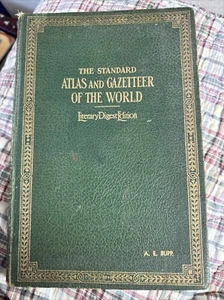 THE STANDARD
ATLAS AND GAZETTEER
OF THE WORLD
Literary Digest Edition
A. E. RUPP.